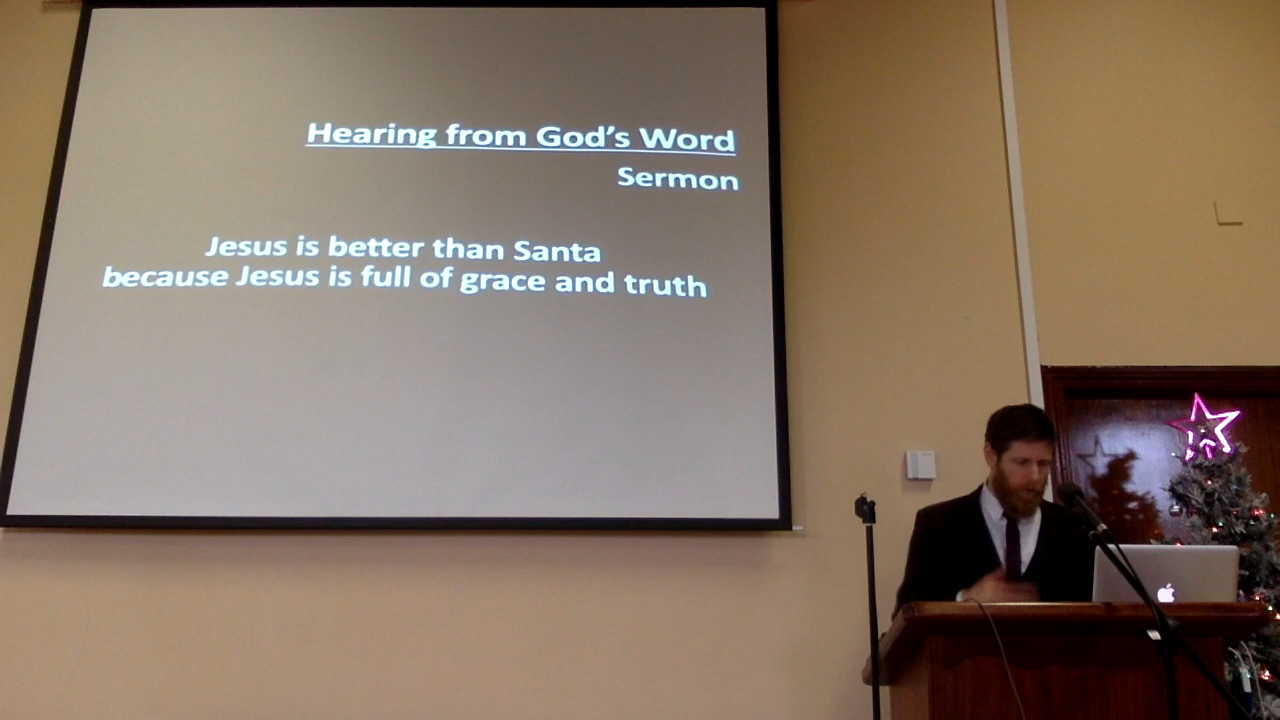 Hearing from God's Word
Sermon
Jesus is better than Santa
because Jesus is full of grace and truth